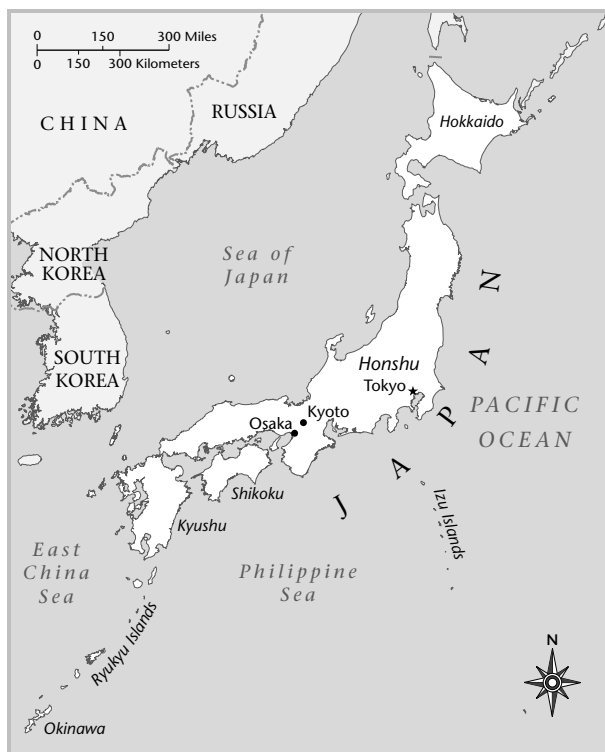 0 150 300 Miles
0 150 300 Kilometers
CHINA
RUSSIA
Hokkaido
NORTH
KOREA
Sea of
Japan
SOUTH
KOREA
Honshu
Tokyo
JAPAN
PACIFIC
OCEAN
Kyoto
Osaka
Shikoku
Kyushu
Izu Islands
East
China
Sea
Philippine
Sea
Ryukyu Islands
Okinawa
N